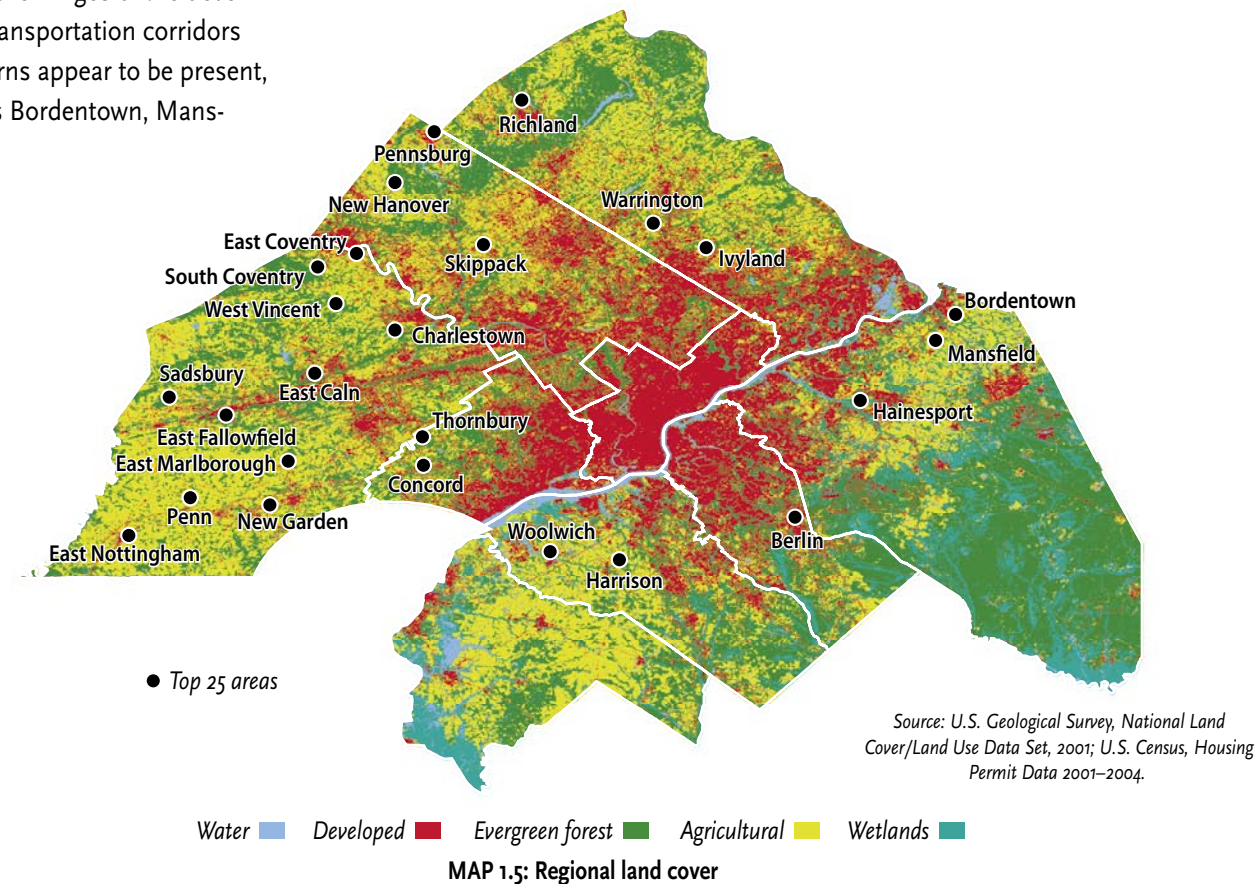 ransportation corridors
rns appear to be present,
s Bordentown, Mans-
Richland
Pennsburg
New Hanover
Warrington
East Coventry
Skippack
Ivyland
South Coventry
West Vincent
Bordentown
Charlestown
Mansfield
Sadsbury
East Caln
Hainesport
Thornbury
East Fallowfield
East Marlborough
Concord
Penn
New Garden
Woolwich
Berlin
East Nottingham
Harrison
Top 25 areas
Source: U.S. Geological Survey, National Land
Cover/Land Use Data Set, 2001; U.S. Census, Housing
Permit Data 2001–2004.
Water Developed Evergreen forest Agricultural Wetlands
MAP 1.5: Regional land cover